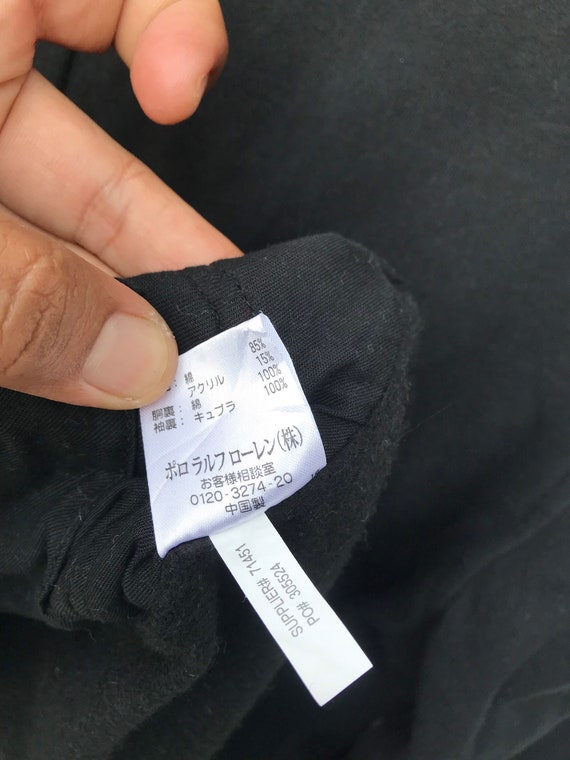 綿 85%
アクリル 15%
胴裏: 綿 100%
袖裏: キュプラ 100%
ポロ ラルフ ローレン(株)
お客様相談室
0120-3274-20
中国製
SUPPLIER# 71451
PO# 305524